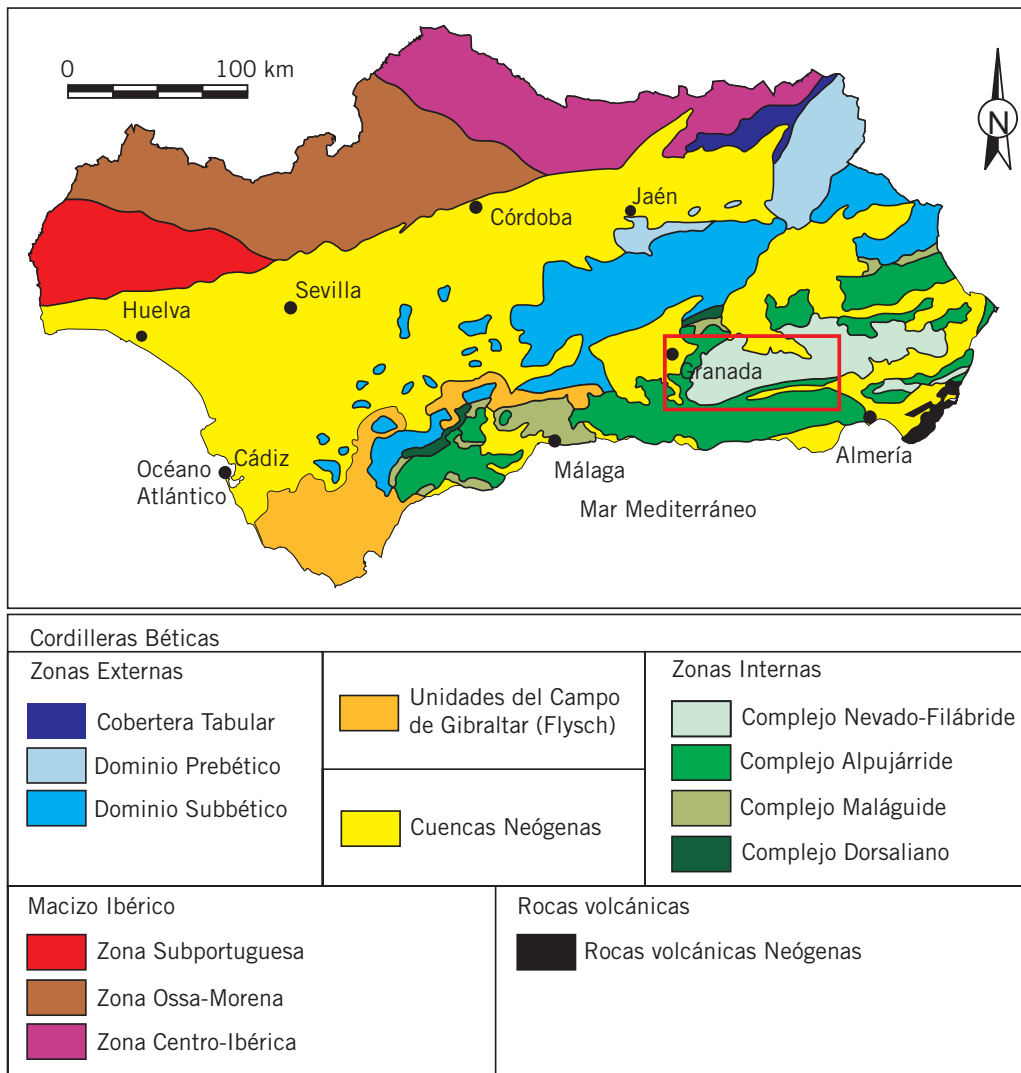 0
100 km
N
Jaén
Córdoba
Sevilla
Huelva
Granada
Cádiz
Océano
Atlántico
Málaga
Almería
Mar Mediterráneo
Cordilleras Béticas
Zonas Externas
Cobertera Tabular
Dominio Prebético
Dominio Subbético
Unidades del Campo
de Gibraltar (Flysch)
Cuencas Neógenas
Zonas Internas
Complejo Nevado-Filábride
Complejo Alpujárride
Complejo Maláguide
Complejo Dorsaliano
Macizo Ibérico
Zona Subportuguesa
Zona Ossa-Morena
Zona Centro-Ibérica
Rocas volcánicas
Rocas volcánicas Neógenas